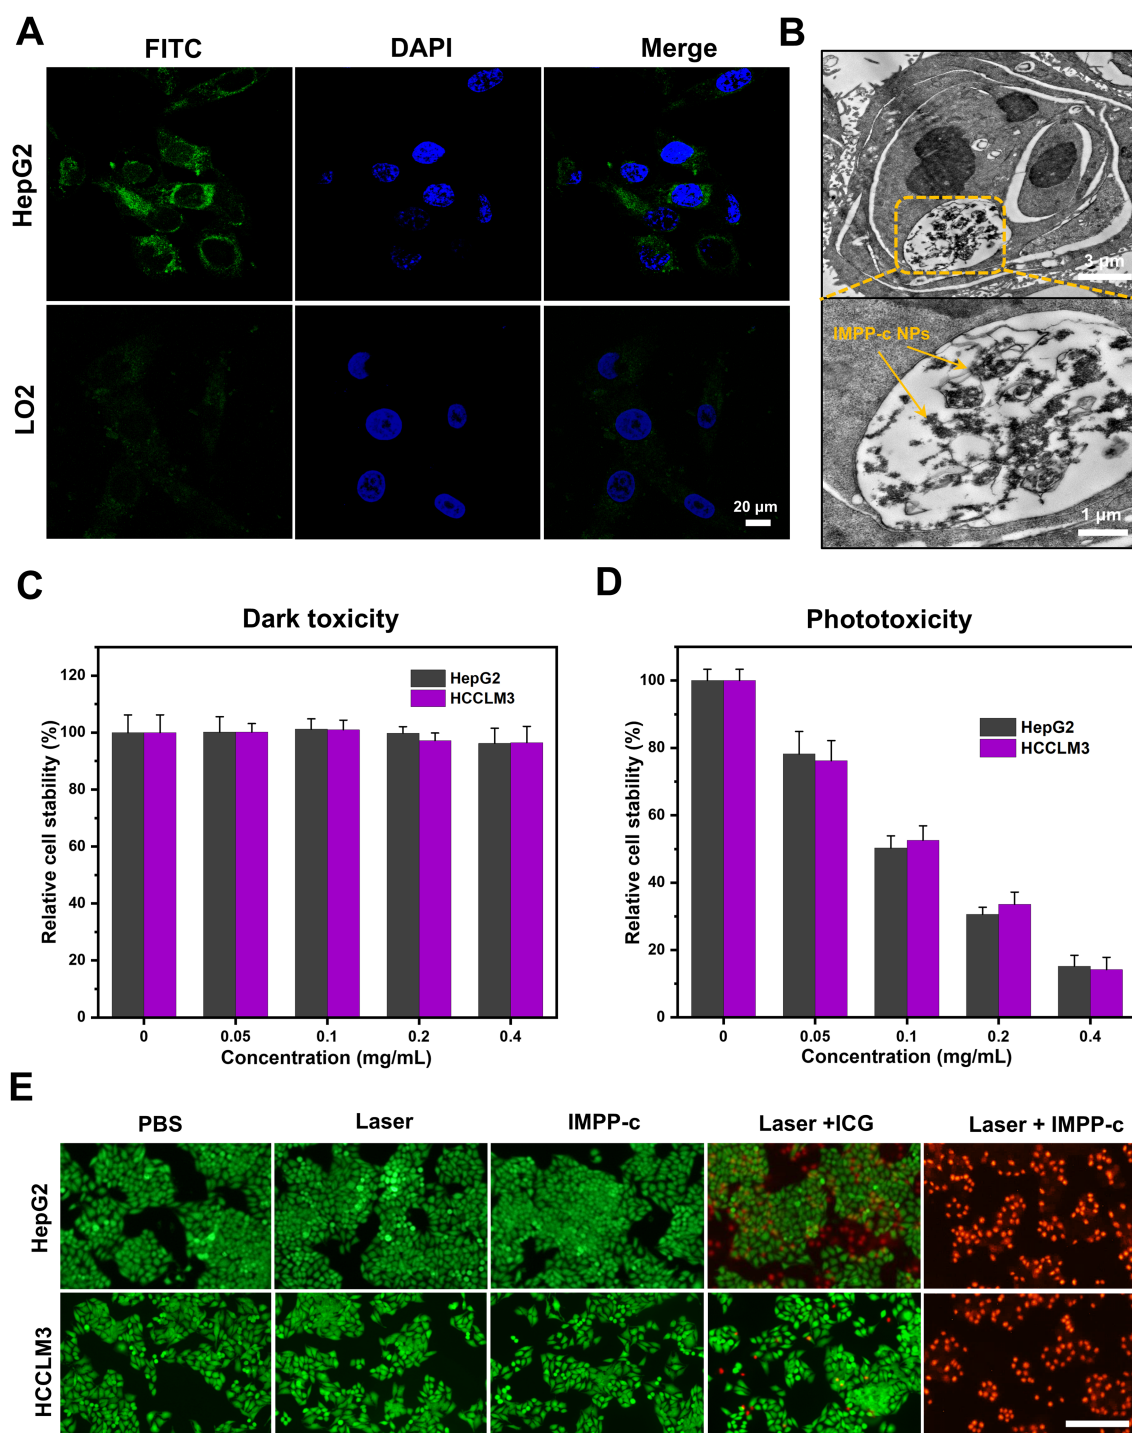 A
FITC
DAPI
Merge
HepG2
LO2
20 μm
B
3 μm
IMPP-c NPs
1 μm
C
Dark toxicity
HepG2
HCCLM3
Relative cell stability (%)
120
100
80
60
40
20
0
0
0.05
0.1
0.2
0.4
Concentration (mg/mL)
D
Phototoxicity
HepG2
HCCLM3
Relative cell stability (%)
100
80
60
40
20
0
0
0.05
0.1
0.2
0.4
Concentration (mg/mL)
E
PBS
Laser
IMPP-c
Laser +ICG
Laser + IMPP-c
HepG2
HCCLM3